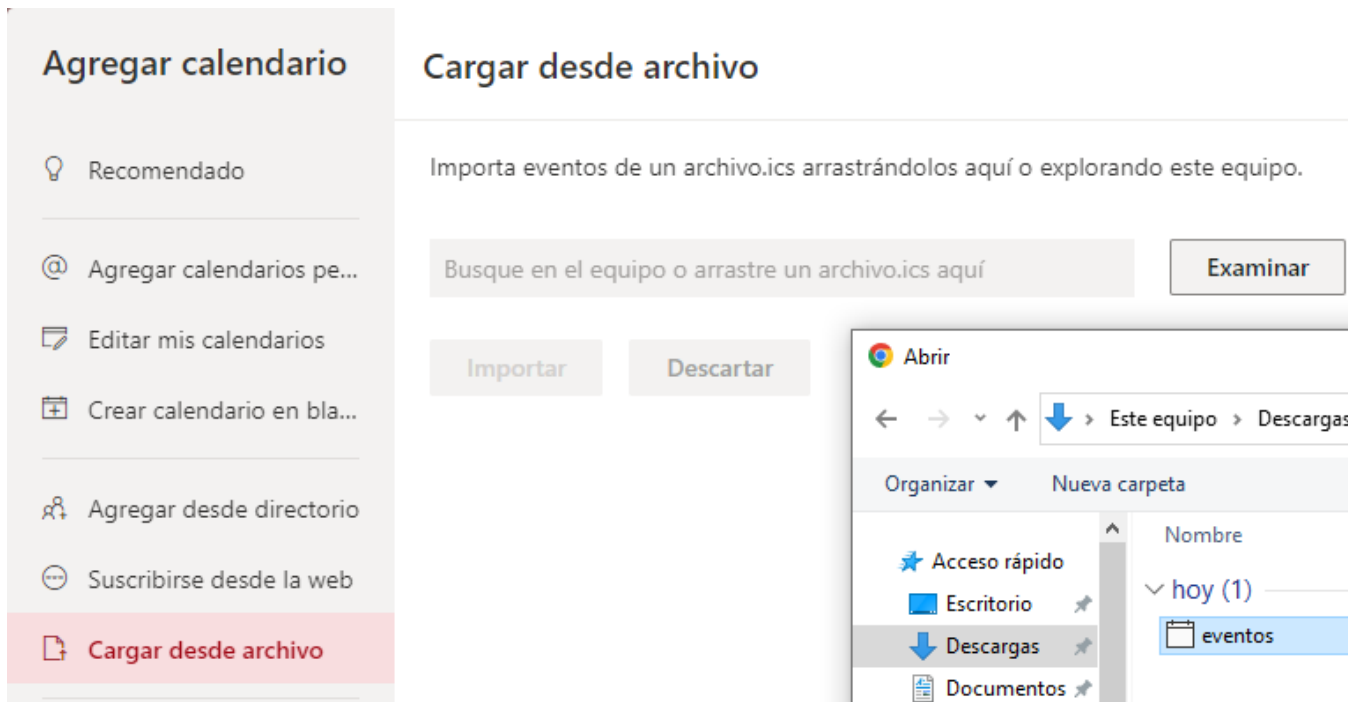 Agregar calendario
Recomendado
Agregar calendarios pe...
Editar mis calendarios
Crear calendario en bla...
Agregar desde directorio
Suscribirse desde la web
Cargar desde archivo
Cargar desde archivo
Importa eventos de un archivo.ics arrastrándolos aquí o explorando este equipo.
Busque en el equipo o arrastre un archivo.ics aquí
Examinar
Importar Descartar
Abrir
Este equipo > Descargas
Organizar Nueva carpeta
Acceso rápido
Escritorio
Descargas
Documentos
Nombre
hoy (1)
eventos